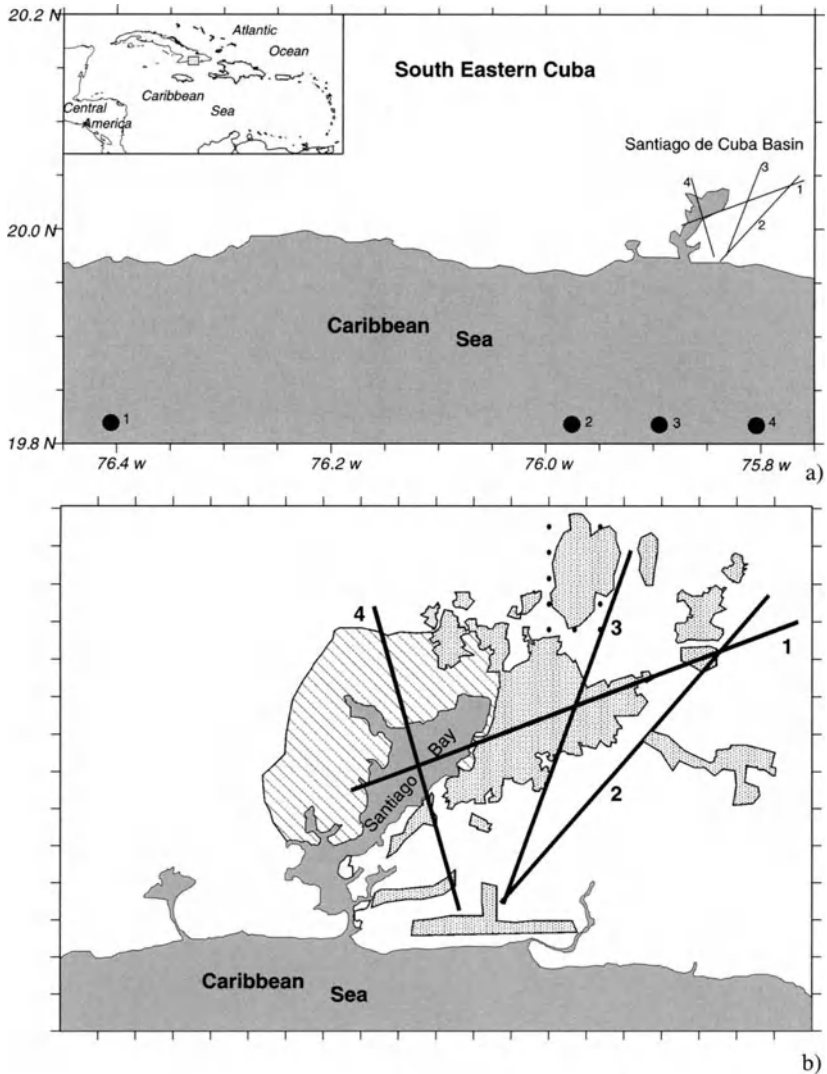 20.2 N
Atlantic
Ocean
Caribbean
Sea
Central
America
South Eastern Cuba
Santiago de Cuba Basin
3
4
1
2
20.0 N
Caribbean
Sea
1
2
3
4
19.8 N
76.4 w
76.2 w
76.0 w
75.8 w
a)
4
3
1
2
Santiago Bay
Caribbean
Sea
b)